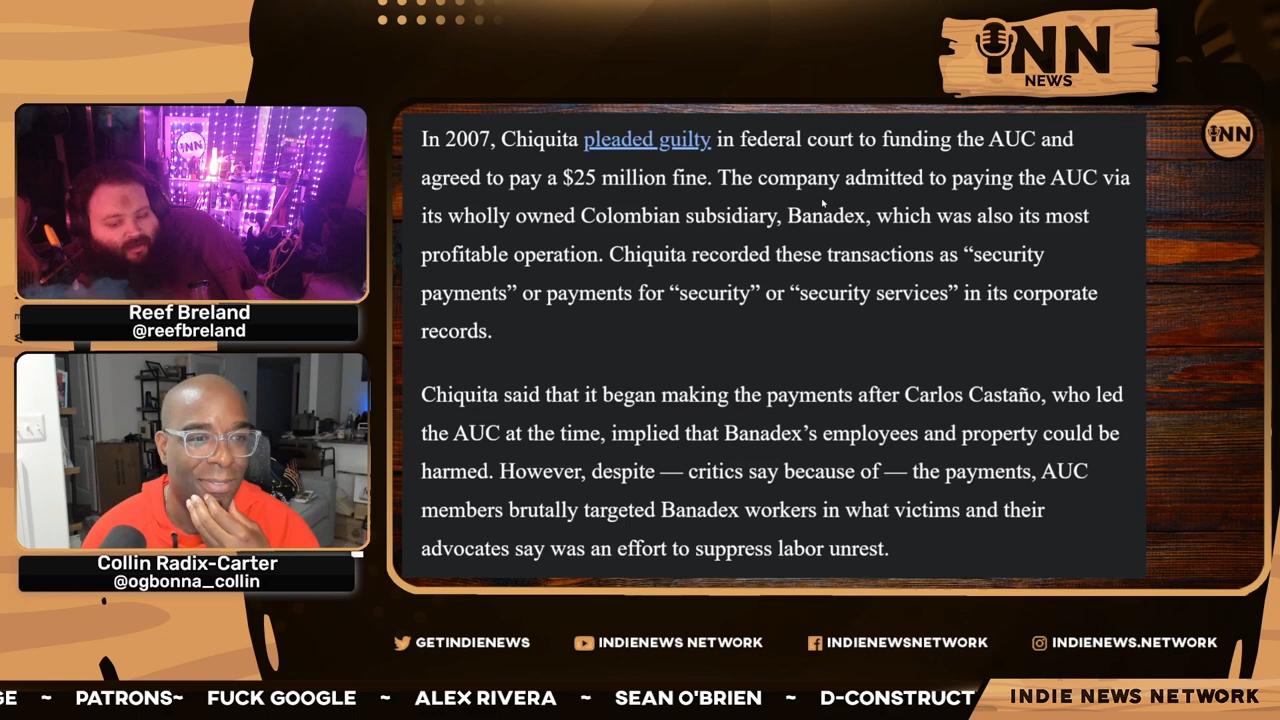 INN
NEWS
INN
In 2007, Chiquita pleaded guilty in federal court to funding the AUC and
agreed to pay a $25 million fine. The company admitted to paying the AUC via
its wholly owned Colombian subsidiary, Banadex, which was also its most
profitable operation. Chiquita recorded these transactions as “security
payments” or payments for “security” or “security services” in its corporate
records.
Chiquita said that it began making the payments after Carlos Castaño, who led
the AUC at the time, implied that Banadex’s employees and property could be
harmed. However, despite — critics say because of — the payments, AUC
members brutally targeted Banadex workers in what victims and their
advocates say was an effort to suppress labor unrest.
INN
Reef Breland
@reefbreland
Collin Radix-Carter
@ogbonna_collin
GETINDIENEWS
INDIENEWS NETWORK
INDIENEWSNETWORK
INDIENEWS.NETWORK
GE ~ PATRONS~ FUCK GOOGLE ~ ALEX RIVERA ~ SEAN O'BRIEN ~ D-CONSTRUCT
INDIE NEWS NETWORK